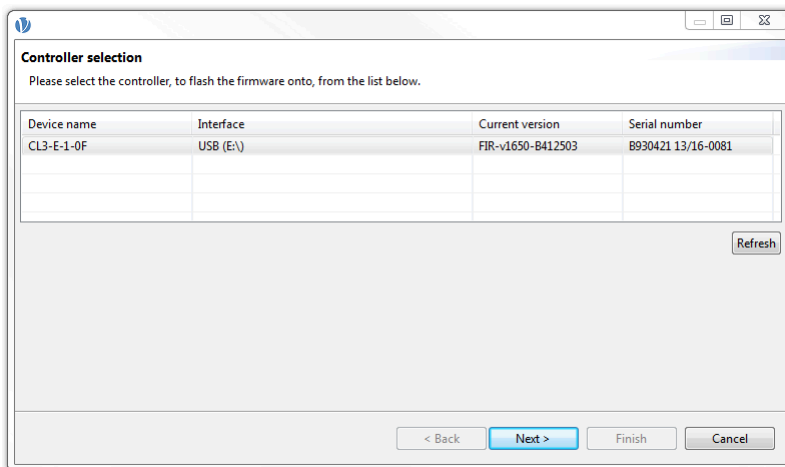 Controller selection
Please select the controller, to flash the firmware onto, from the list below.
Device name Interface Current version Serial number
CL3-E-1-0F USB (E:\) FIR-v1650-B412503 B930421 13/16-0081
Refresh
< Back Next > Finish Cancel